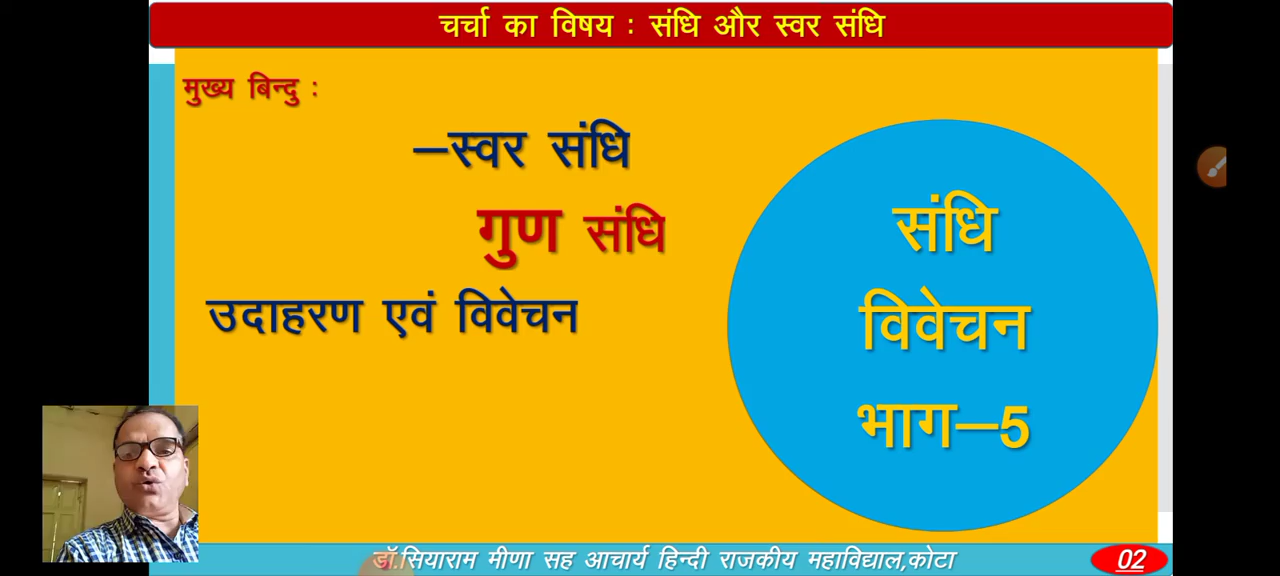 चर्चा का विषय : संधि और स्वर संधि
मुख्य बिन्दु :
–स्वर संधि
गुण संधि
उदाहरण एवं विवेचन
संधि
विवेचन
भाग–5
डॉ.सियाराम मीणा सह आचार्य हिन्दी राजकीय महाविद्याल,कोटा
02